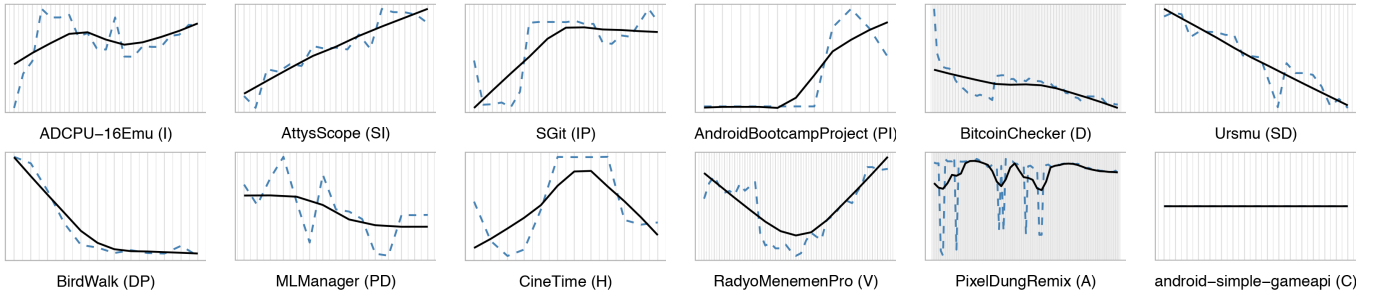 ADCPU−16Emu (I)
AttysScope (SI)
SGit (IP)
AndroidBootcampProject (PI)
BitcoinChecker (D)
Ursmu (SD)
BirdWalk (DP)
MLManager (PD)
CineTime (H)
RadyoMenemenPro (V)
PixelDungRemix (A)
android−simple−gameapi (C)